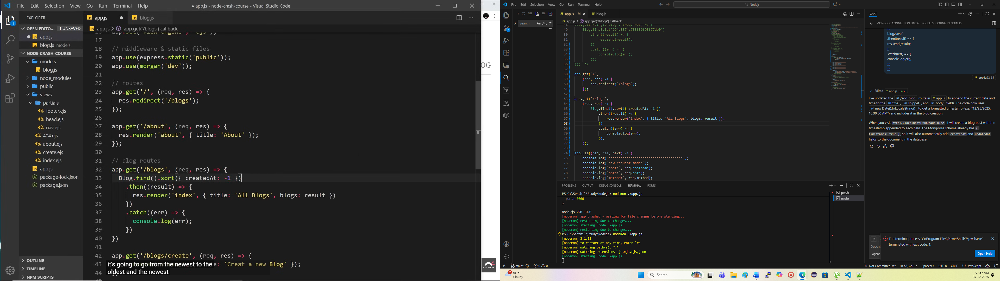 File Edit Selection View Go Run Terminal Help
● app.js - node-crash-course - Visual Studio Code
EXPLORER
OPEN EDITO... 1 UNSAVED
app.js
blog.js models
NODE-CRASH-COURSE
models
blog.js
node_modules
public
views
partials
footer.ejs
head.ejs
nav.ejs
404.ejs
about.ejs
create.ejs
index.ejs
app.js
package-lock.json
package.json
OUTLINE
TIMELINE
NPM SCRIPTS
app.js
blog.js
app.js > app.get('/blogs') callback
17
18 // middleware & static files
19 app.use(express.static('public'));
20 app.use(morgan('dev'));
21
22 // routes
23 app.get('/', (req, res) => {
24 res.redirect('/blogs');
25 });
26
27 app.get('/about', (req, res) => {
28 res.render('about', { title: 'About' });
29 });
30
31 // blog routes
32 app.get('/blogs', (req, res) => {
33 Blog.find().sort({ createdAt: -1 })
34 .then((result) => {
35 res.render('index', { title: 'All Blogs', blogs: result })
36 })
37 .catch((err) => {
38 console.log(err);
39 })
40 })
41
42 app.get('/blogs/create', (req, res) => {
43 e: 'Creat a new Blog' });
44
it's going to go from the newest to the
oldest and the newest
OG
NET NINJA
File Edit Selection View Go Run Terminal Help
Nodejs
Search
app.js M
blog.js
app.js > app.get('/blogs') callback
48 app.get('/single-blog', (req, res) => {
49 Blog.findById('694d3574c753f56f95f77db0')
50 .then((result) => {
51 res.send(result);
52 })
53 .catch((err) => {
54 console.log(err);
55 });
56 }); */
57
58 app.get('/',
59 (req, res) => {
60 res.redirect('/blogs');
61 });
62
63 app.get('/blogs',
64 (req, res) => {
65 Blog.find().sort({ createdAt: -1 })
66 .then((result) => {
67 res.render('index', { title: 'All Blogs', blogs: result });
68 })
69 .catch((err) => {
70 console.log(err);
71 });
72 });
73
74 app.use((req, res, next) => {
75 console.log('*************************************');
76 console.log('new request made:');
77 console.log('host:', req.hostname);
78 console.log('path:', req.path);
79 console.log('method:', req.method);
PROBLEMS OUTPUT DEBUG CONSOLE TERMINAL PORTS
PS C:\Senthil\Study\Nodejs> nodemon .\app.js
port: 3000
}
Node.js v20.10.0
[nodemon] app crashed - waiting for file changes before starting...
[nodemon] restarting due to changes...
[nodemon] starting `node .\app.js`
[nodemon] restarting due to changes...
PS C:\Senthil\Study\Nodejs> nodemon .\app.js
[nodemon] 3.1.11
[nodemon] to restart at any time, enter `rs`
[nodemon] watching path(s): *.*
[nodemon] watching extensions: js,mjs,cjs,json
[nodemon] starting `node .\app.js`
pwsh
node
CHAT
MONGODB CONNECTION ERROR TROUBLESHOOTING IN NODEJS
});
blog.save()
.then((result) => {
res.send(result);
})
.catch((err) => {
console.log(err);
});
});
app.js:22-35
Edited app.js +4 -3
I've updated the /add-blog route in app.js to append the current date and
time to the title , snippet , and body fields. The code now uses
new Date().toLocaleString() to get a formatted timestamp (e.g., "12/25/2025,
10:30:00 AM") and includes it in the blog creation.
When you visit http://localhost:3000/add-blog, it will create a blog post with the
timestamp appended to each field. The Mongoose schema already has {
timestamps: true }, so it will also automatically add createdAt and updatedAt
fields to the document in the database.
Descri
Agent
The terminal process "C:\Program Files\PowerShell\7\pwsh.exe"
terminated with exit code: 1.
Open Help
main* 0 0
Not Committed Yet Ln 68, Col 15 Spaces: 4 UTF-8 CRLF { } JavaScript
2 66°F
Cloudy
Search
07:37 AM
25-12-2025